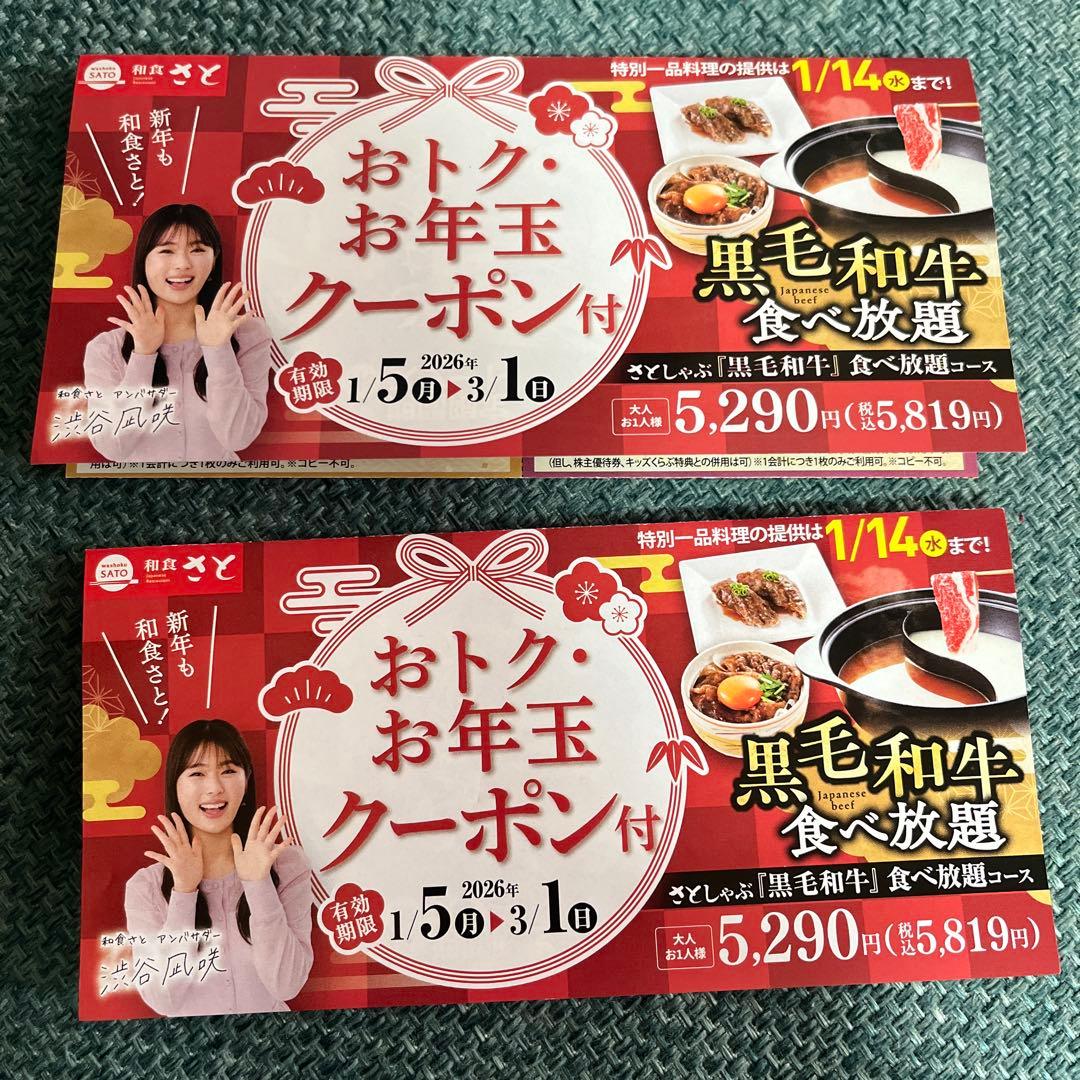 washoku SATO 和食 さと
Japanese Restaurant
特別一品料理の提供は1/14水まで!
新年も
和食さと!
おトク・
お年玉
クーポン付
有効期限 2026年 1/5月▶3/1日
黒毛和牛
Japanese beef
食べ放題
さとしゃぶ『黒毛和牛』食べ放題コース
大人お1人様 5,290円(税込5,819円)
和食さと アンバサダー
渋谷凪咲
用は可)※1会計につき1枚のみご利用可。※コピー不可。
(但し、株主優待券、キッズくらぶ特典との併用は可)※1会計につき1枚のみご利用可。※コピー不可。
washoku SATO 和食 さと
Japanese Restaurant
特別一品料理の提供は1/14水まで!
新年も
和食さと!
おトク・
お年玉
クーポン付
有効期限 2026年 1/5月▶3/1日
黒毛和牛
Japanese beef
食べ放題
さとしゃぶ『黒毛和牛』食べ放題コース
大人お1人様 5,290円(税込5,819円)
和食さと アンバサダー
渋谷凪咲